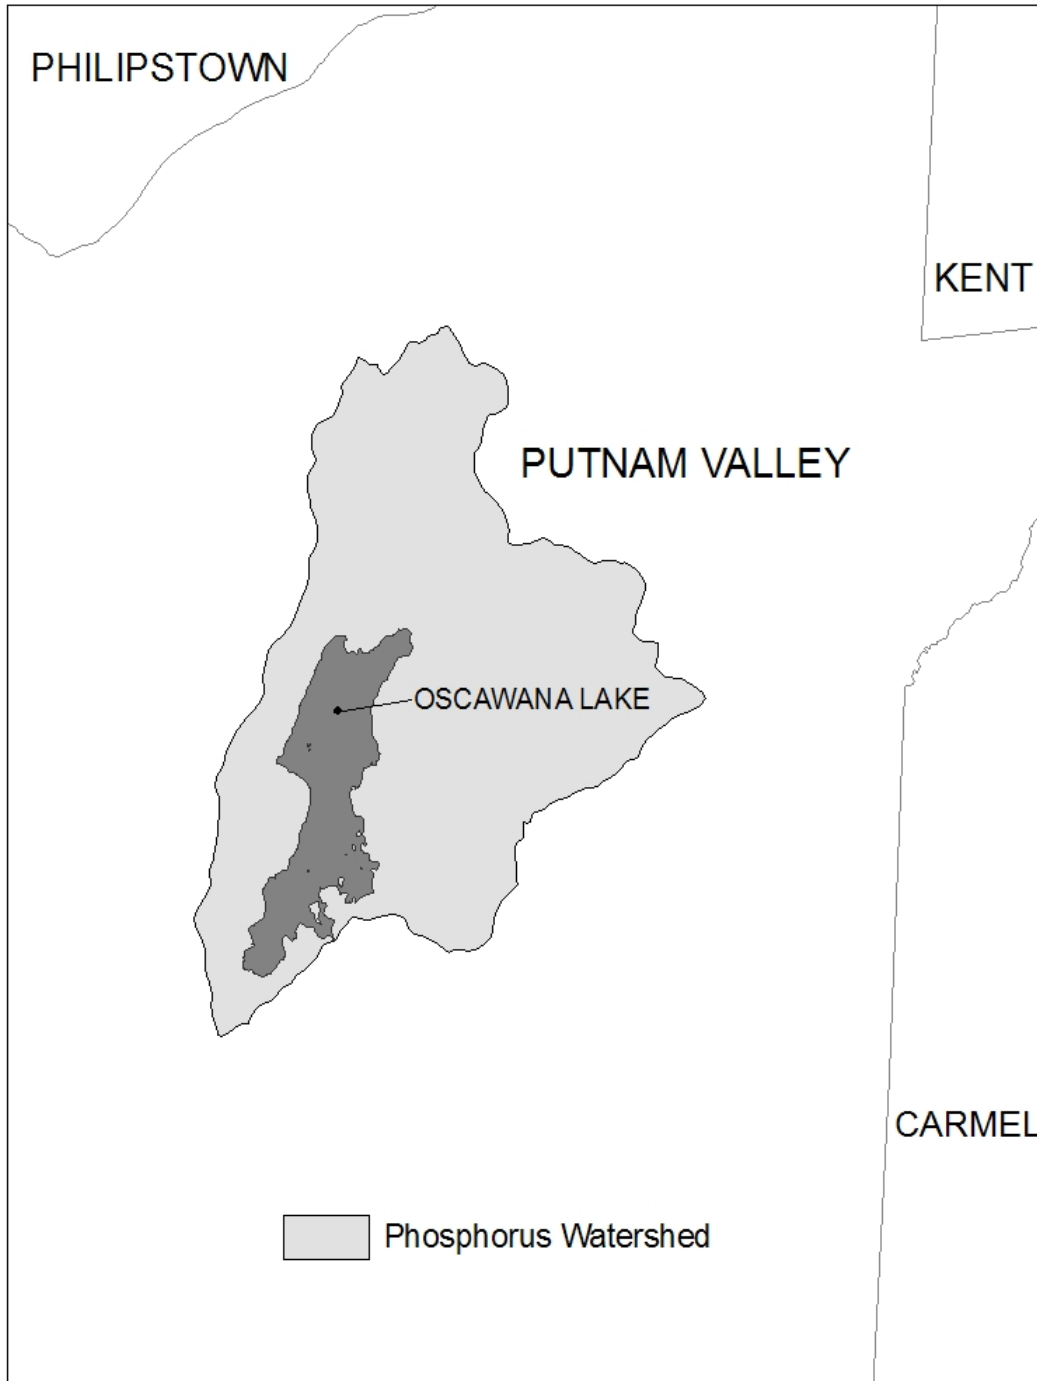 PHILIPSTOWN
KENT
PUTNAM VALLEY
OSCAWANA LAKE
CARMEL
Phosphorus Watershed